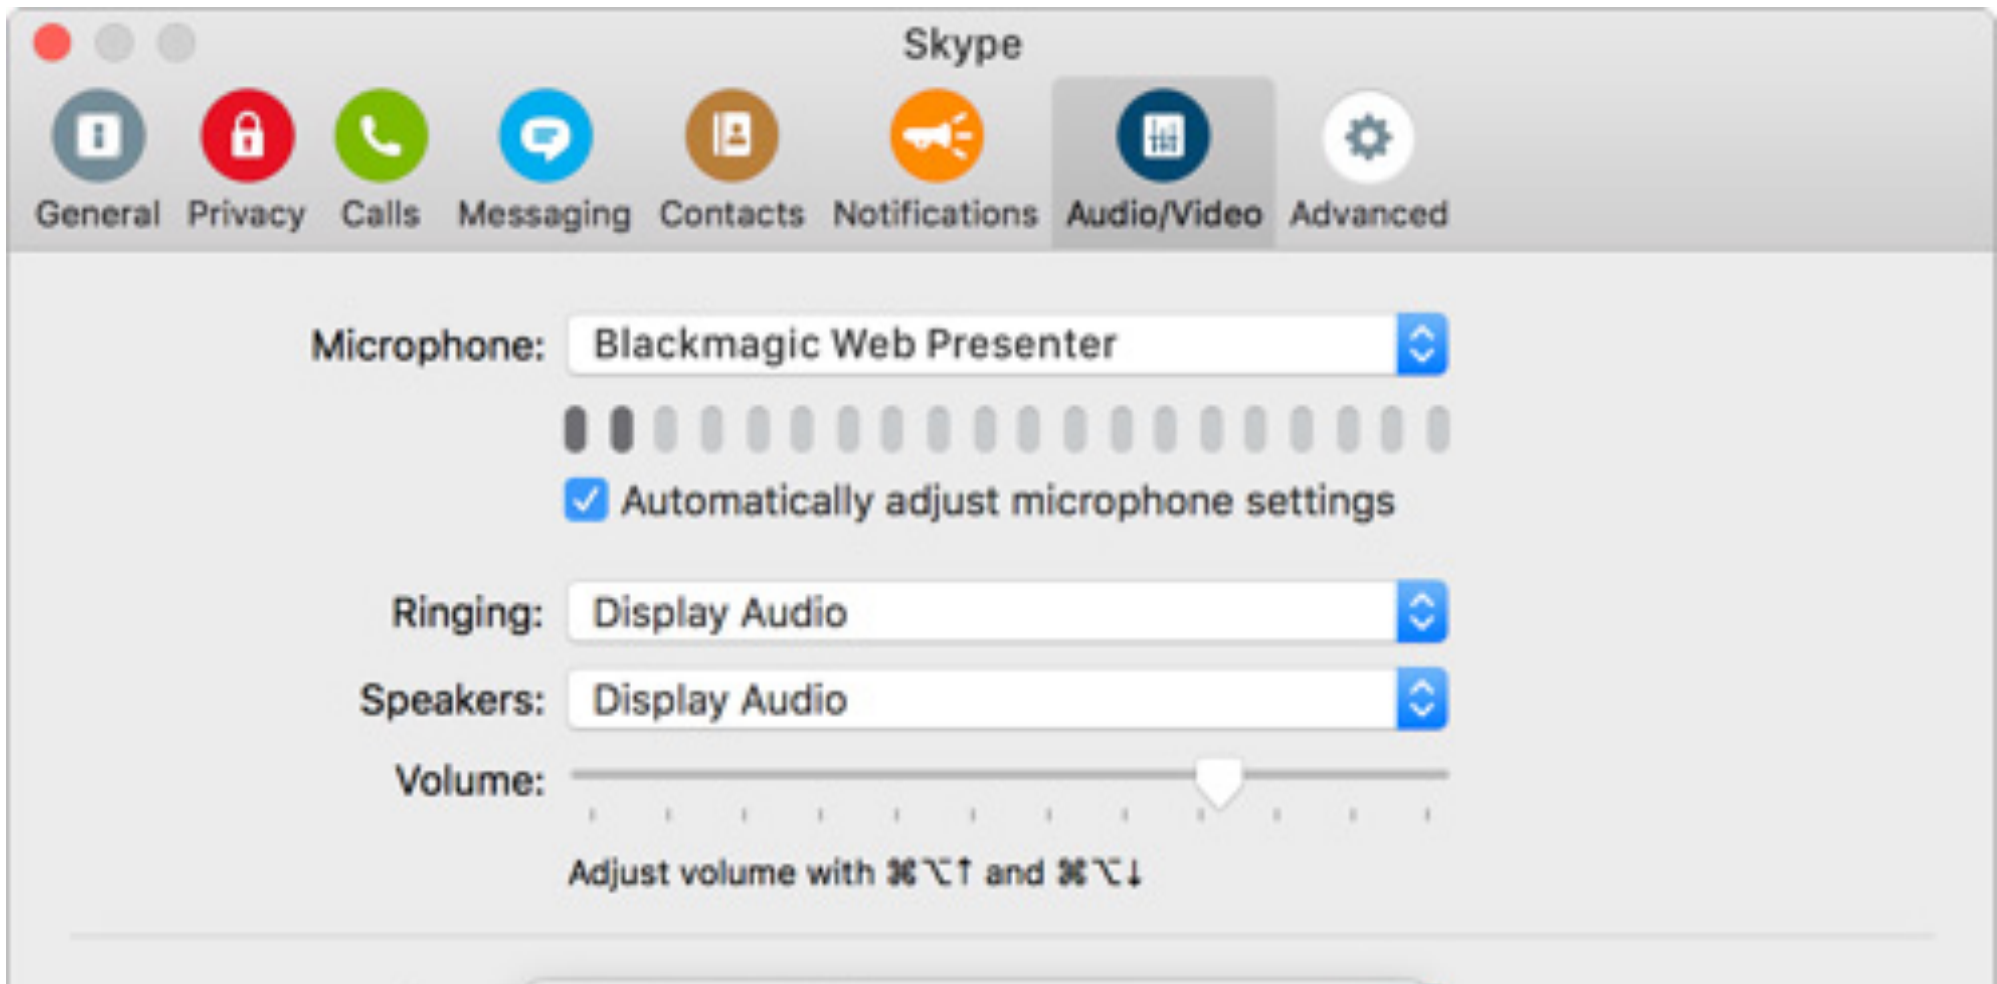 Skype
General Privacy Calls Messaging Contacts Notifications Audio/Video Advanced
Microphone: Blackmagic Web Presenter
Automatically adjust microphone settings
Ringing: Display Audio
Speakers: Display Audio
Volume:
Adjust volume with ⌘⌥↑ and ⌘⌥↓